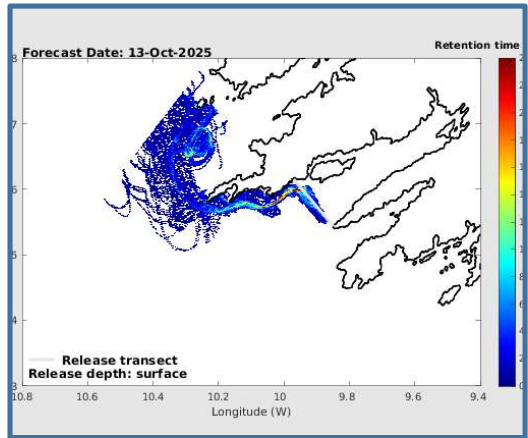 Forecast Date: 13-Oct-2025
Retention time
Release transect
Release depth: surface
10.8 10.6 10.4 10.2 10 9.8 9.6 9.4
Longitude (W)